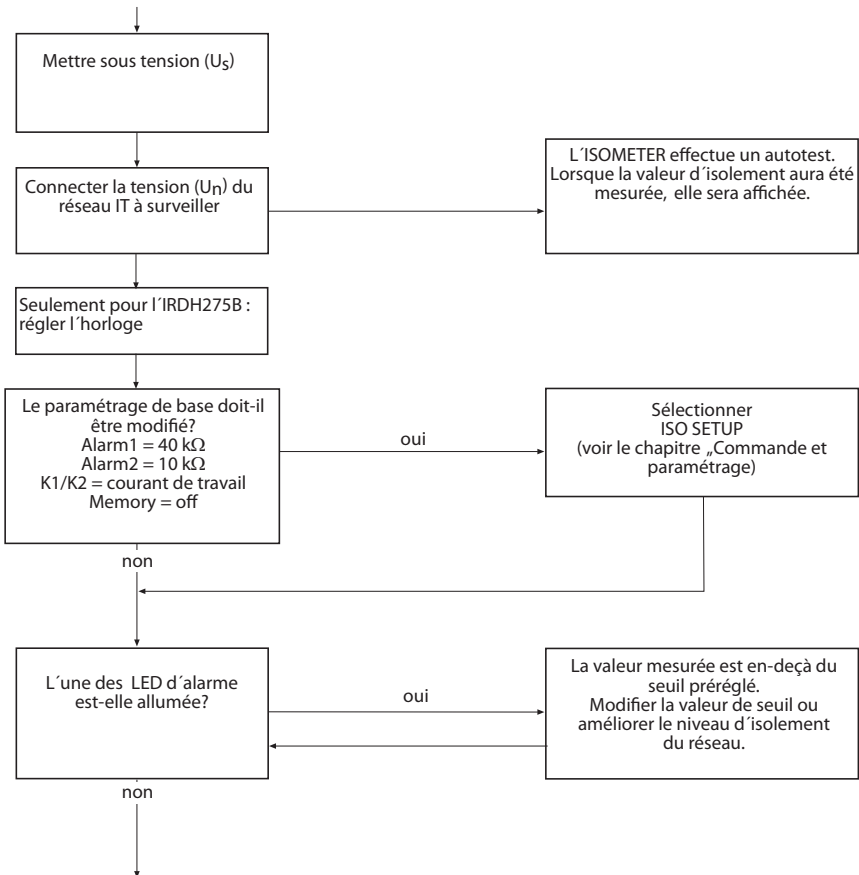 Mettre sous tension (Us)
Connecter la tension (Un) du
réseau IT à surveiller
L´ISOMETER effectue un autotest.
Lorsque la valeur d´isolement aura été
mesurée, elle sera affichée.
Seulement pour l´IRDH275B :
régler l´horloge
Le paramétrage de base doit-il
être modifié?
Alarm1 = 40 kΩ
Alarm2 = 10 kΩ
K1/K2 = courant de travail
Memory = off
oui
Sélectionner
ISO SETUP
(voir le chapitre „Commande et
paramétrage)
non
L´une des LED d´alarme
est-elle allumée?
oui
La valeur mesurée est en-deçà du
seuil préréglé.
Modifier la valeur de seuil ou
améliorer le niveau d´isolement
du réseau.
non